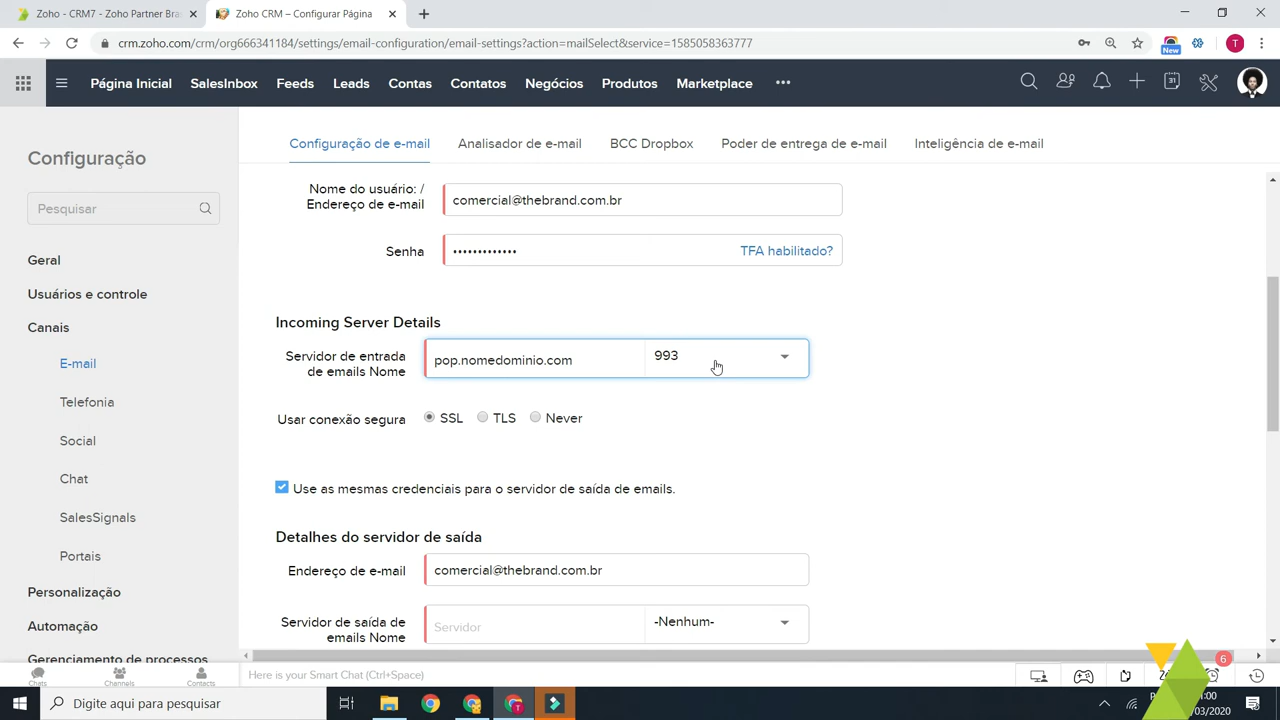 Zoho - CRM7 - Zoho Partner Bra
Zoho CRM – Configurar Página
crm.zoho.com/crm/org666341184/settings/email-configuration/email-settings?action=mailSelect&service=1585058363777
New
T
Página Inicial
SalesInbox
Feeds
Leads
Contas
Contatos
Negócios
Produtos
Marketplace
•••
31
Configuração
Pesquisar
Geral
Usuários e controle
Canais
E-mail
Telefonia
Social
Chat
SalesSignals
Portais
Personalização
Automação
Gerenciamento de processos
Configuração de e-mail
Analisador de e-mail
BCC Dropbox
Poder de entrega de e-mail
Inteligência de e-mail
Nome do usuário: /
Endereço de e-mail
comercial@thebrand.com.br
Senha
•••••••••••••
TFA habilitado?
Incoming Server Details
Servidor de entrada
de emails Nome
pop.nomedominio.com
993
Usar conexão segura
SSL
TLS
Never
Use as mesmas credenciais para o servidor de saída de emails.
Detalhes do servidor de saída
Endereço de e-mail
comercial@thebrand.com.br
Servidor de saída de
emails Nome
Servidor
-Nenhum-
Chats
Channels
Contacts
Here is your Smart Chat (Ctrl+Space)
6
Digite aqui para pesquisar